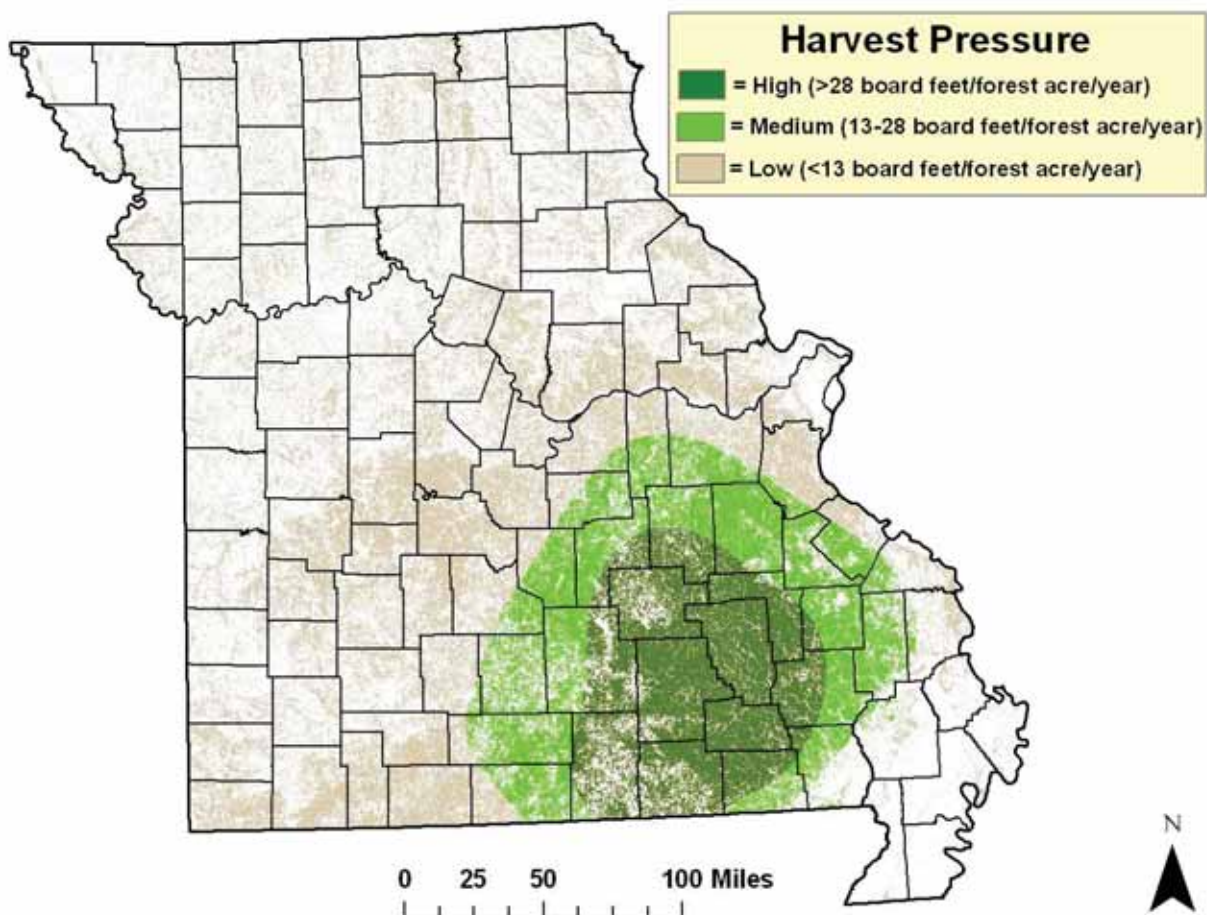 Harvest Pressure
= High (>28 board feet/forest acre/year)
= Medium (13-28 board feet/forest acre/year)
= Low (<13 board feet/forest acre/year)
N
0 25 50 100 Miles